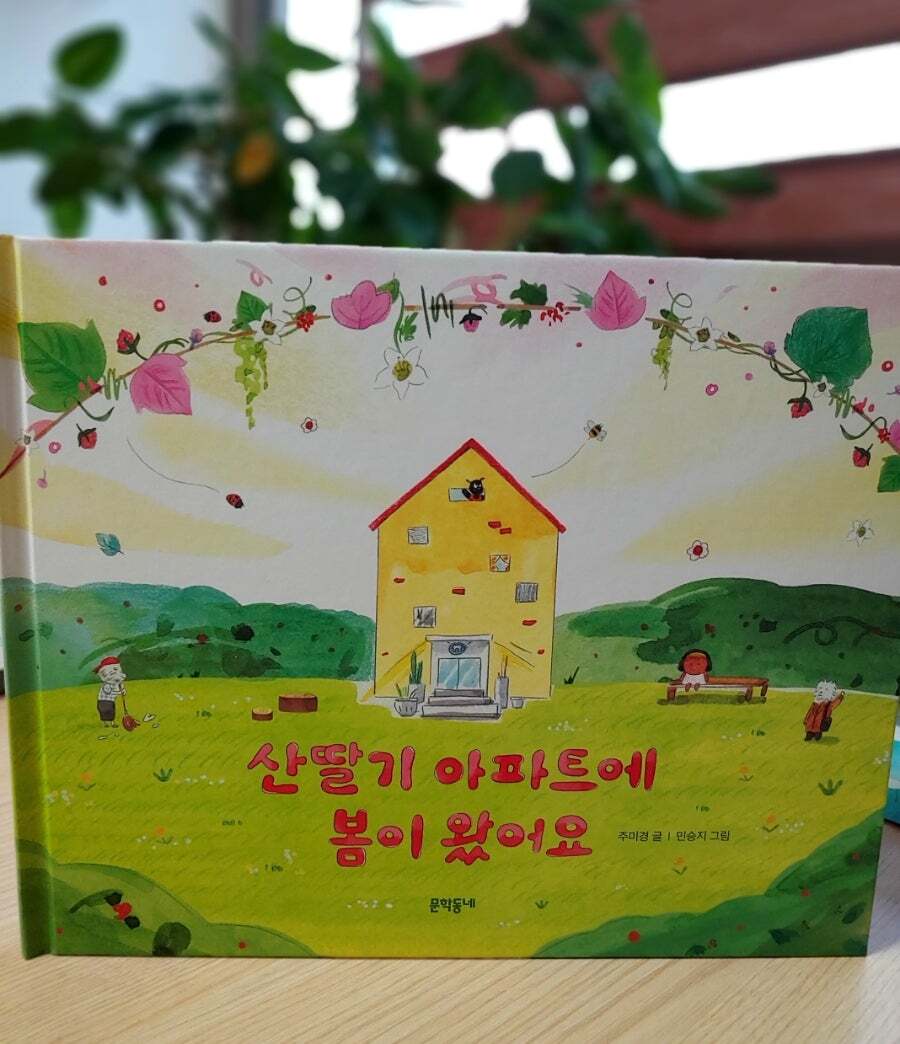 산딸기 아파트에
봄이 왔어요
주미경 글 | 민승지 그림
문학동네